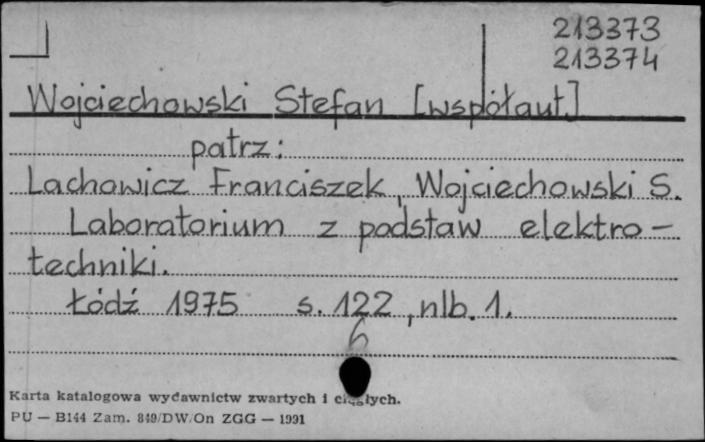 213373
213374
Wojciechowski Stefan [współaut.]
patrz:
Lachowicz Franciszek, Wojciechowski S.
Laboratorium z podstaw elektro-
techniki.
Łódź 1975 s. 122, nlb. 1.
6
Karta katalogowa wydawnictw zwartych i ciągłych.
PU — B144 Zam. 849/DW/On ZGG — 1991